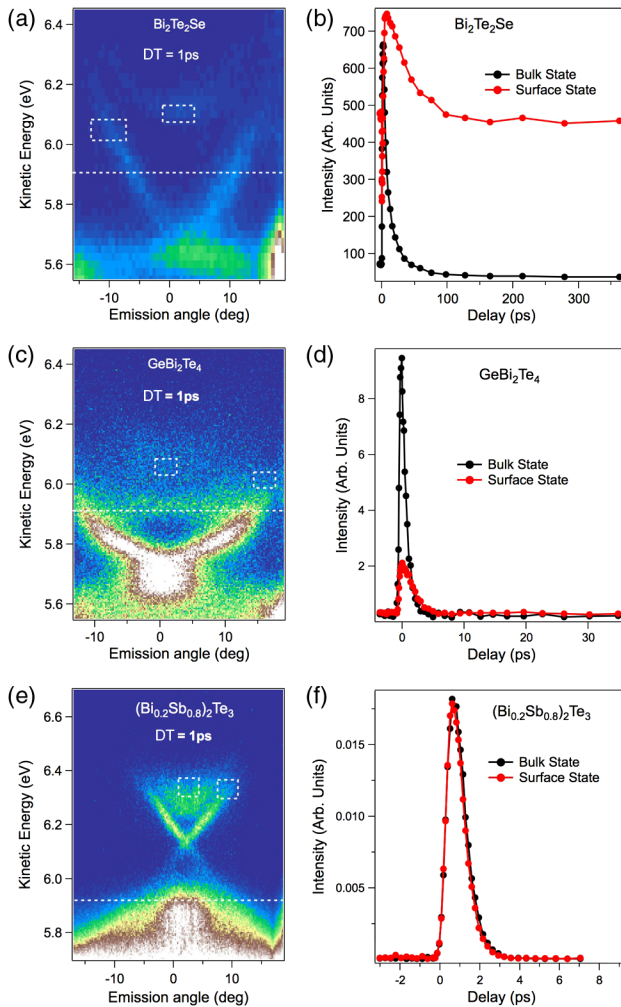 (a)
Bi2Te2Se
DT = 1ps
Kinetic Energy (eV)
6.4
6.2
6.0
5.8
5.6
-10
0
10
Emission angle (deg)
(b)
Bi2Te2Se
Bulk State
Surface State
Intensity (Arb. Units)
700
600
500
400
300
200
100
0
100
200
300
Delay (ps)
(c)
GeBi2Te4
DT = 1ps
Kinetic Energy (eV)
6.4
6.2
6.0
5.8
5.6
-10
0
10
Emission angle (deg)
(d)
GeBi2Te4
Bulk State
Surface State
Intensity (Arb. Units)
8
6
4
2
0
10
20
30
Delay (ps)
(e)
(Bi0.2Sb0.8)2Te3
DT = 1ps
Kinetic Energy (eV)
6.6
6.4
6.2
6.0
5.8
-10
0
10
Emission angle (deg)
(f)
(Bi0.2Sb0.8)2Te3
Bulk State
Surface State
Intensity (Arb. Units)
0.015
0.010
0.005
-2
0
2
4
6
8
Delay (ps)